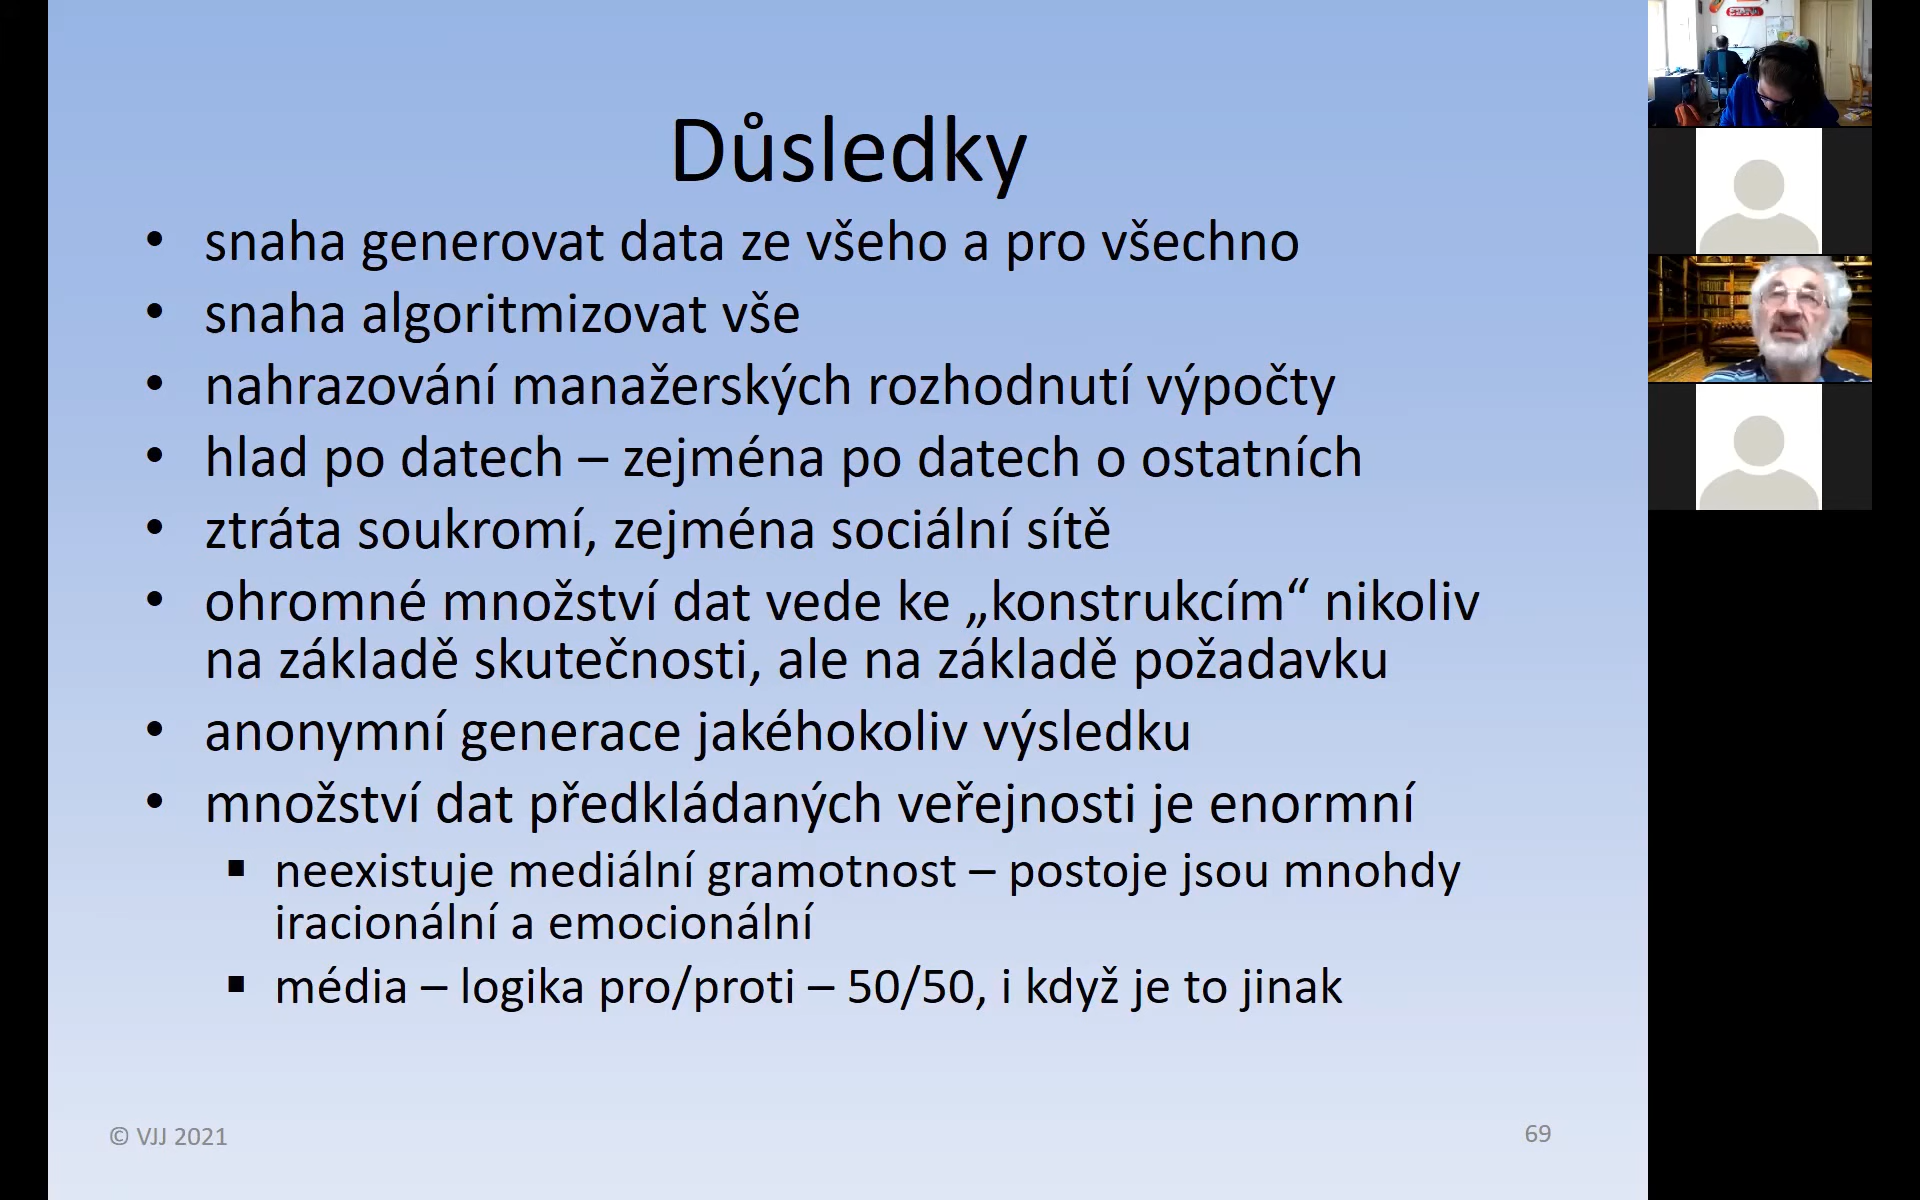 Důsledky
• snaha generovat data ze všeho a pro všechno
• snaha algoritmizovat vše
• nahrazování manažerských rozhodnutí výpočty
• hlad po datech – zejména po datech o ostatních
• ztráta soukromí, zejména sociální sítě
• ohromné množství dat vede ke „konstrukcím“ nikoliv
na základě skutečnosti, ale na základě požadavku
• anonymní generace jakéhokoliv výsledku
• množství dat předkládaných veřejnosti je enormní
▪ neexistuje mediální gramotnost – postoje jsou mnohdy
iracionální a emocionální
▪ média – logika pro/proti – 50/50, i když je to jinak
© VJJ 2021
69